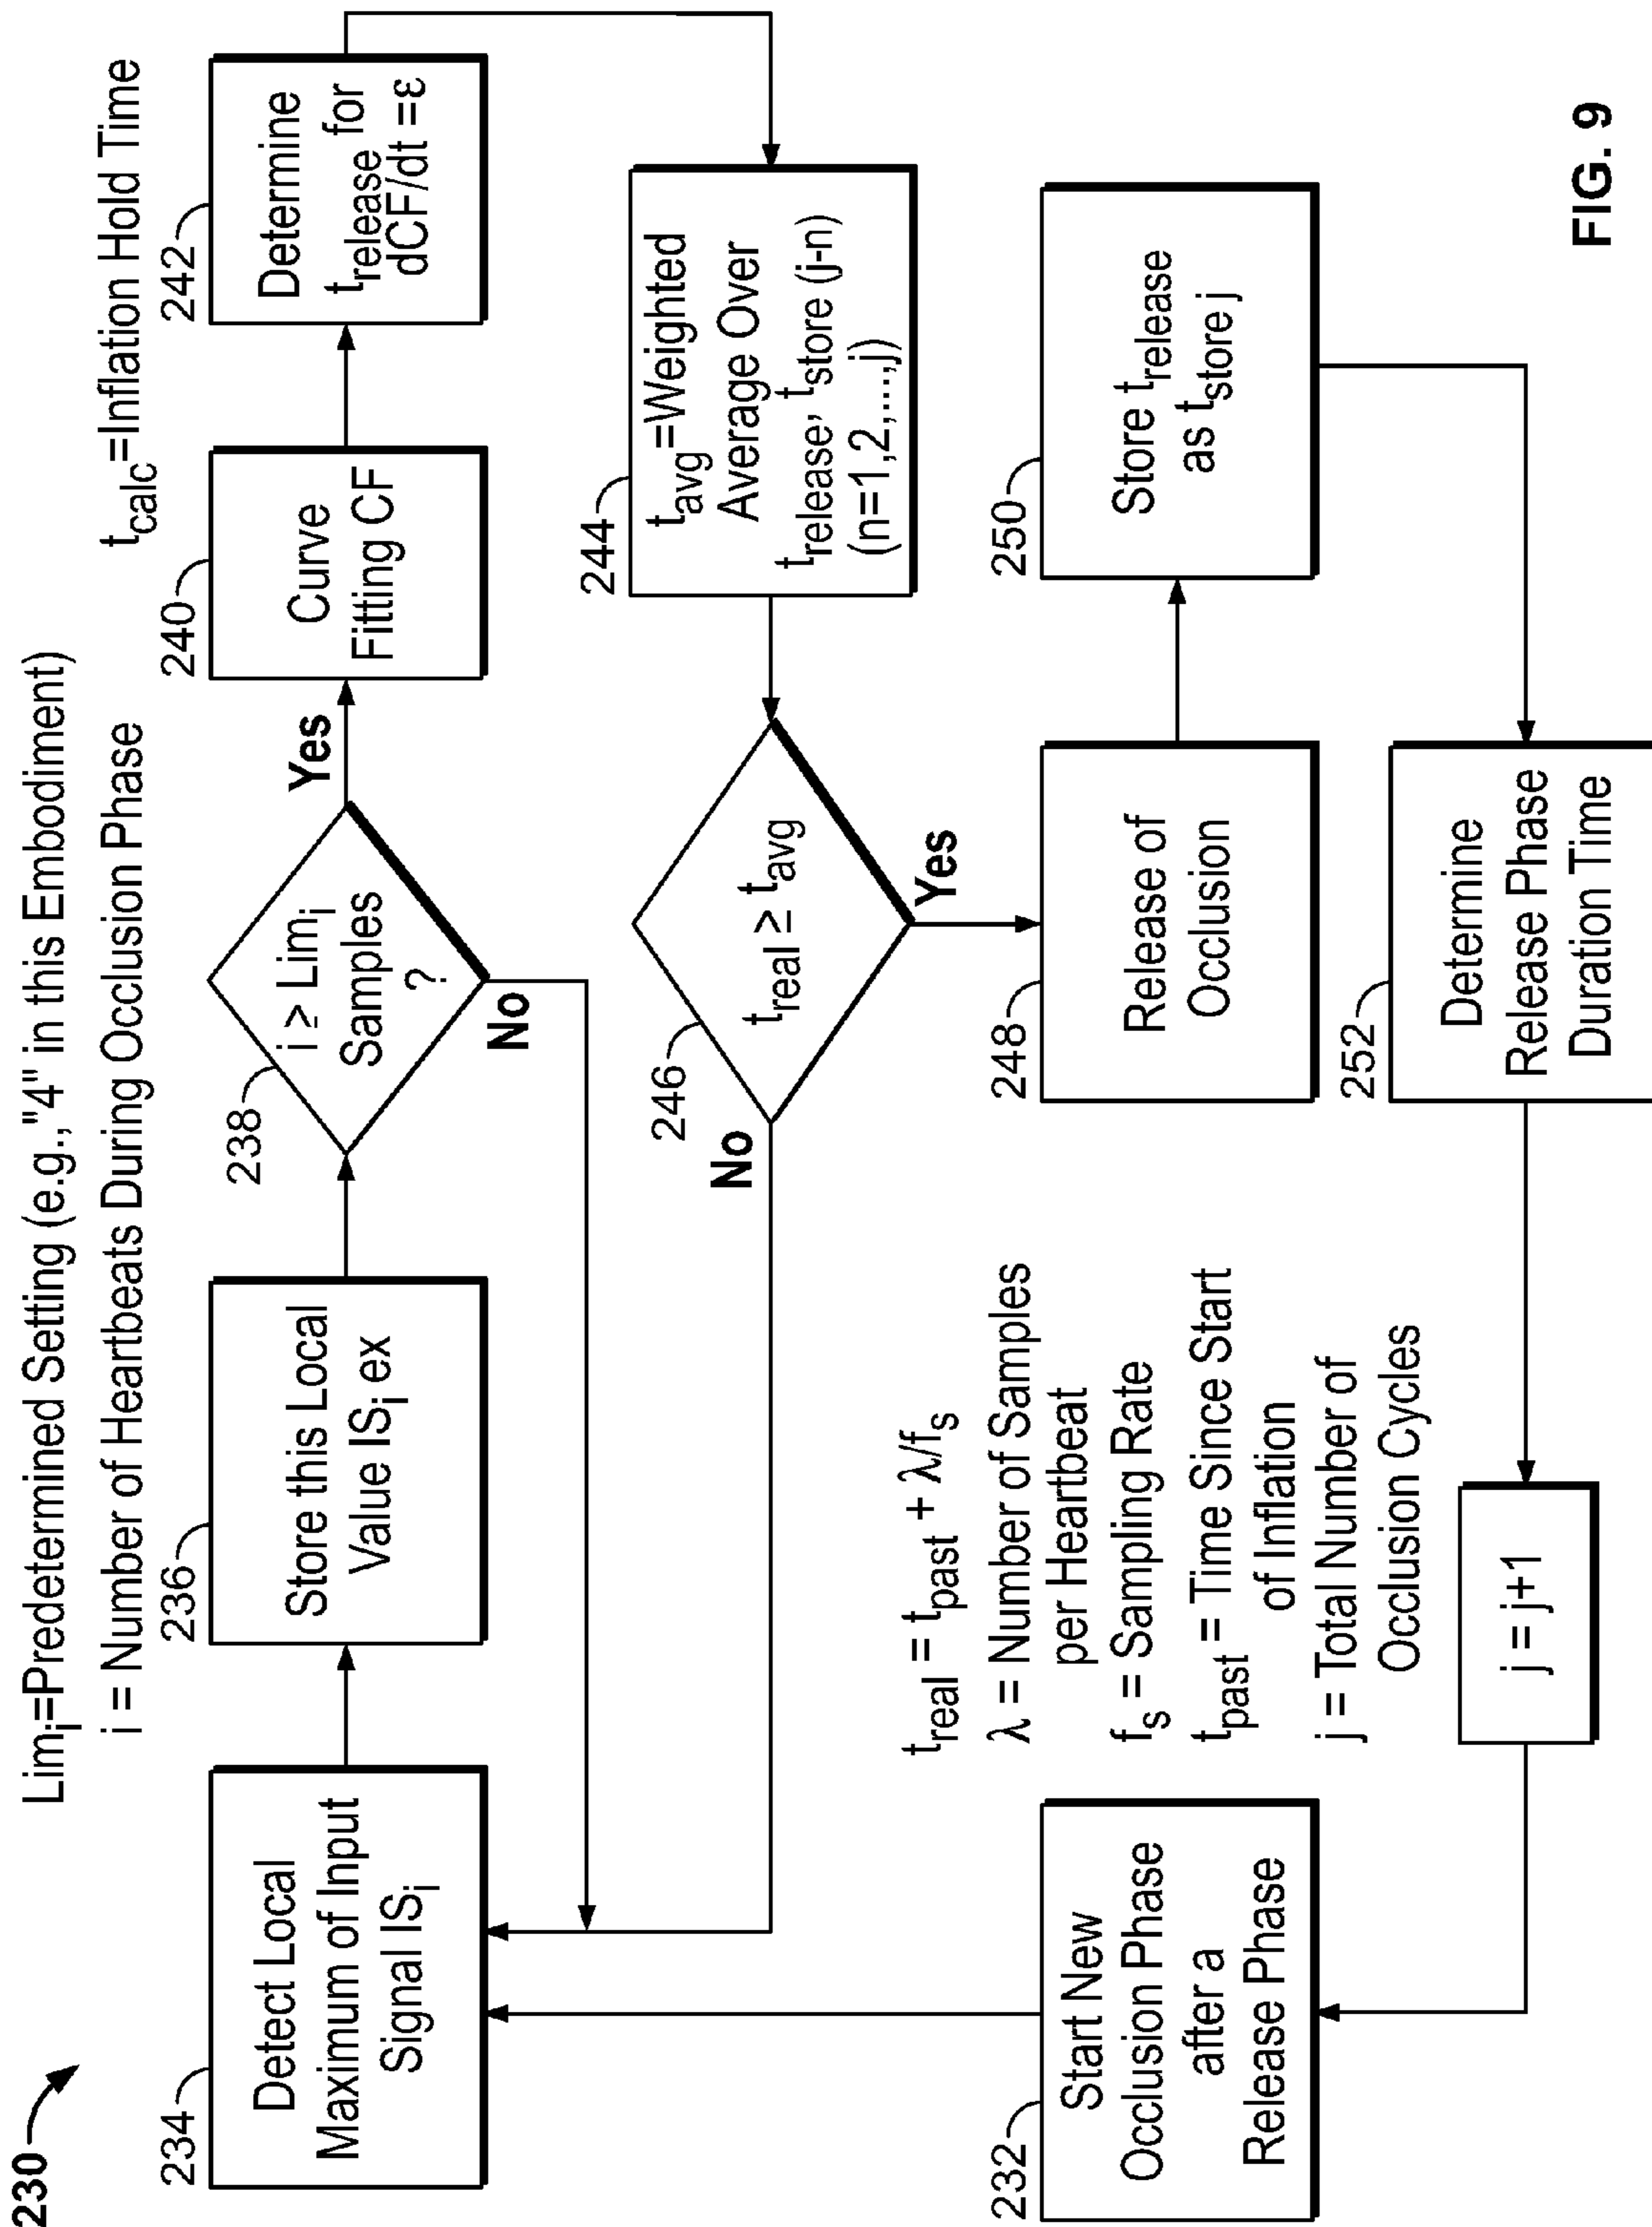 230
Lim_i=Predetermined Setting (e.g.,"4" in this Embodiment)
i = Number of Heartbeats During Occlusion Phase
t_calc=Inflation Hold Time
234
Detect Local
Maximum of Input
Signal IS_i
236
Store this Local
Value IS_i ex
238
i ≥ Lim_i
Samples
?
Yes
No
240
Curve
Fitting CF
242
Determine
t_release for
dCF/dt =ε
244
t_avg=Weighted
Average Over
t_release, t_store (j-n)
(n=1,2,...,j)
246
t_real ≥ t_avg
No
Yes
248
Release of
Occlusion
250
Store t_release
as t_store j
252
Determine
Release Phase
Duration Time
j = j+1
232
Start New
Occlusion Phase
after a
Release Phase
t_real = t_past + λ/f_s
λ = Number of Samples
per Heartbeat
f_s = Sampling Rate
t_past = Time Since Start
of Inflation
j = Total Number of
Occlusion Cycles
FIG. 9